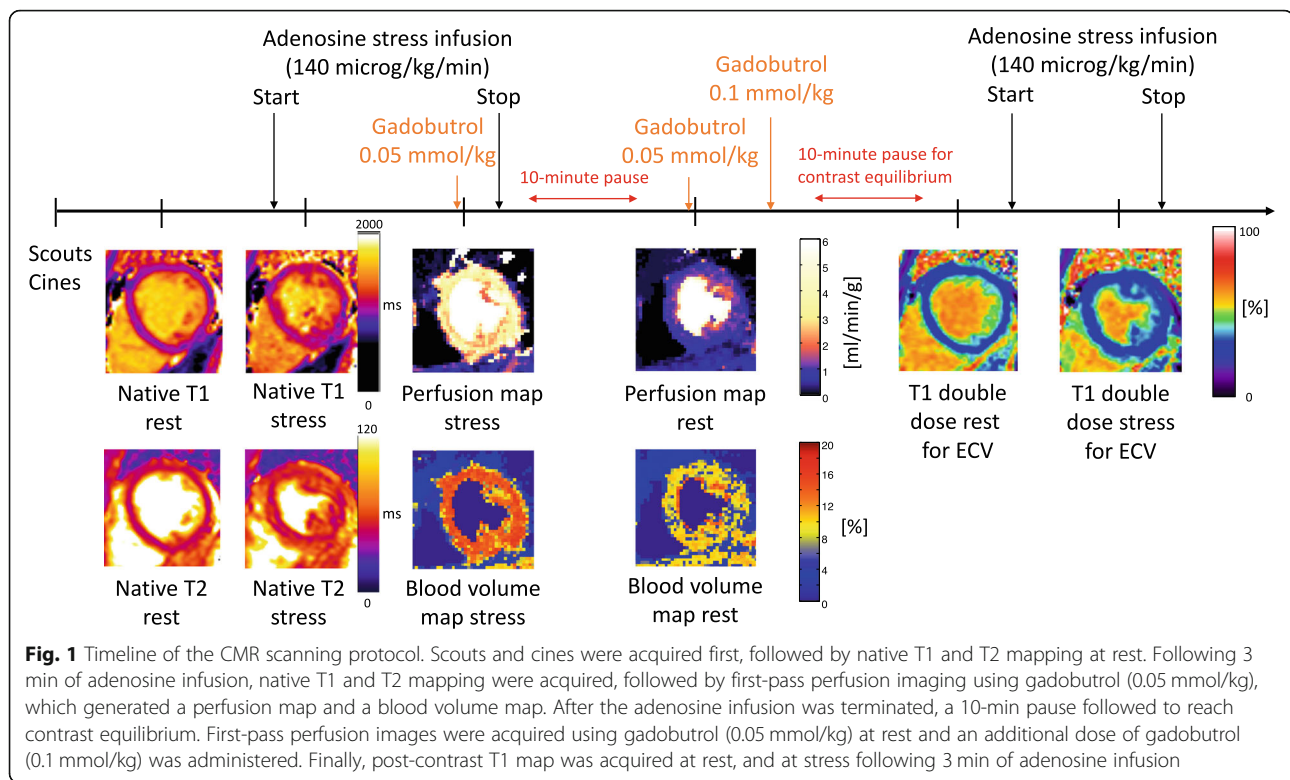 Adenosine stress infusion
(140 microg/kg/min)
Start
Stop
Gadobutrol
0.05 mmol/kg
10-minute pause
Gadobutrol
0.05 mmol/kg
Gadobutrol
0.1 mmol/kg
10-minute pause for
contrast equilibrium
Adenosine stress infusion
(140 microg/kg/min)
Start
Stop
Scouts
Cines
Native T1
rest
Native T1
stress
2000
ms
0
Perfusion map
stress
Perfusion map
rest
6
5
4
3
2
1
0
[ml/min/g]
T1 double
dose rest
for ECV
T1 double
dose stress
for ECV
100
[%]
0
Native T2
rest
Native T2
stress
120
ms
0
Blood volume
map stress
Blood volume
map rest
20
16
12
8
4
0
[%]
Fig. 1 Timeline of the CMR scanning protocol. Scouts and cines were acquired first, followed by native T1 and T2 mapping at rest. Following 3
min of adenosine infusion, native T1 and T2 mapping were acquired, followed by first-pass perfusion imaging using gadobutrol (0.05 mmol/kg),
which generated a perfusion map and a blood volume map. After the adenosine infusion was terminated, a 10-min pause followed to reach
contrast equilibrium. First-pass perfusion images were acquired using gadobutrol (0.05 mmol/kg) at rest and an additional dose of gadobutrol
(0.1 mmol/kg) was administered. Finally, post-contrast T1 map was acquired at rest, and at stress following 3 min of adenosine infusion